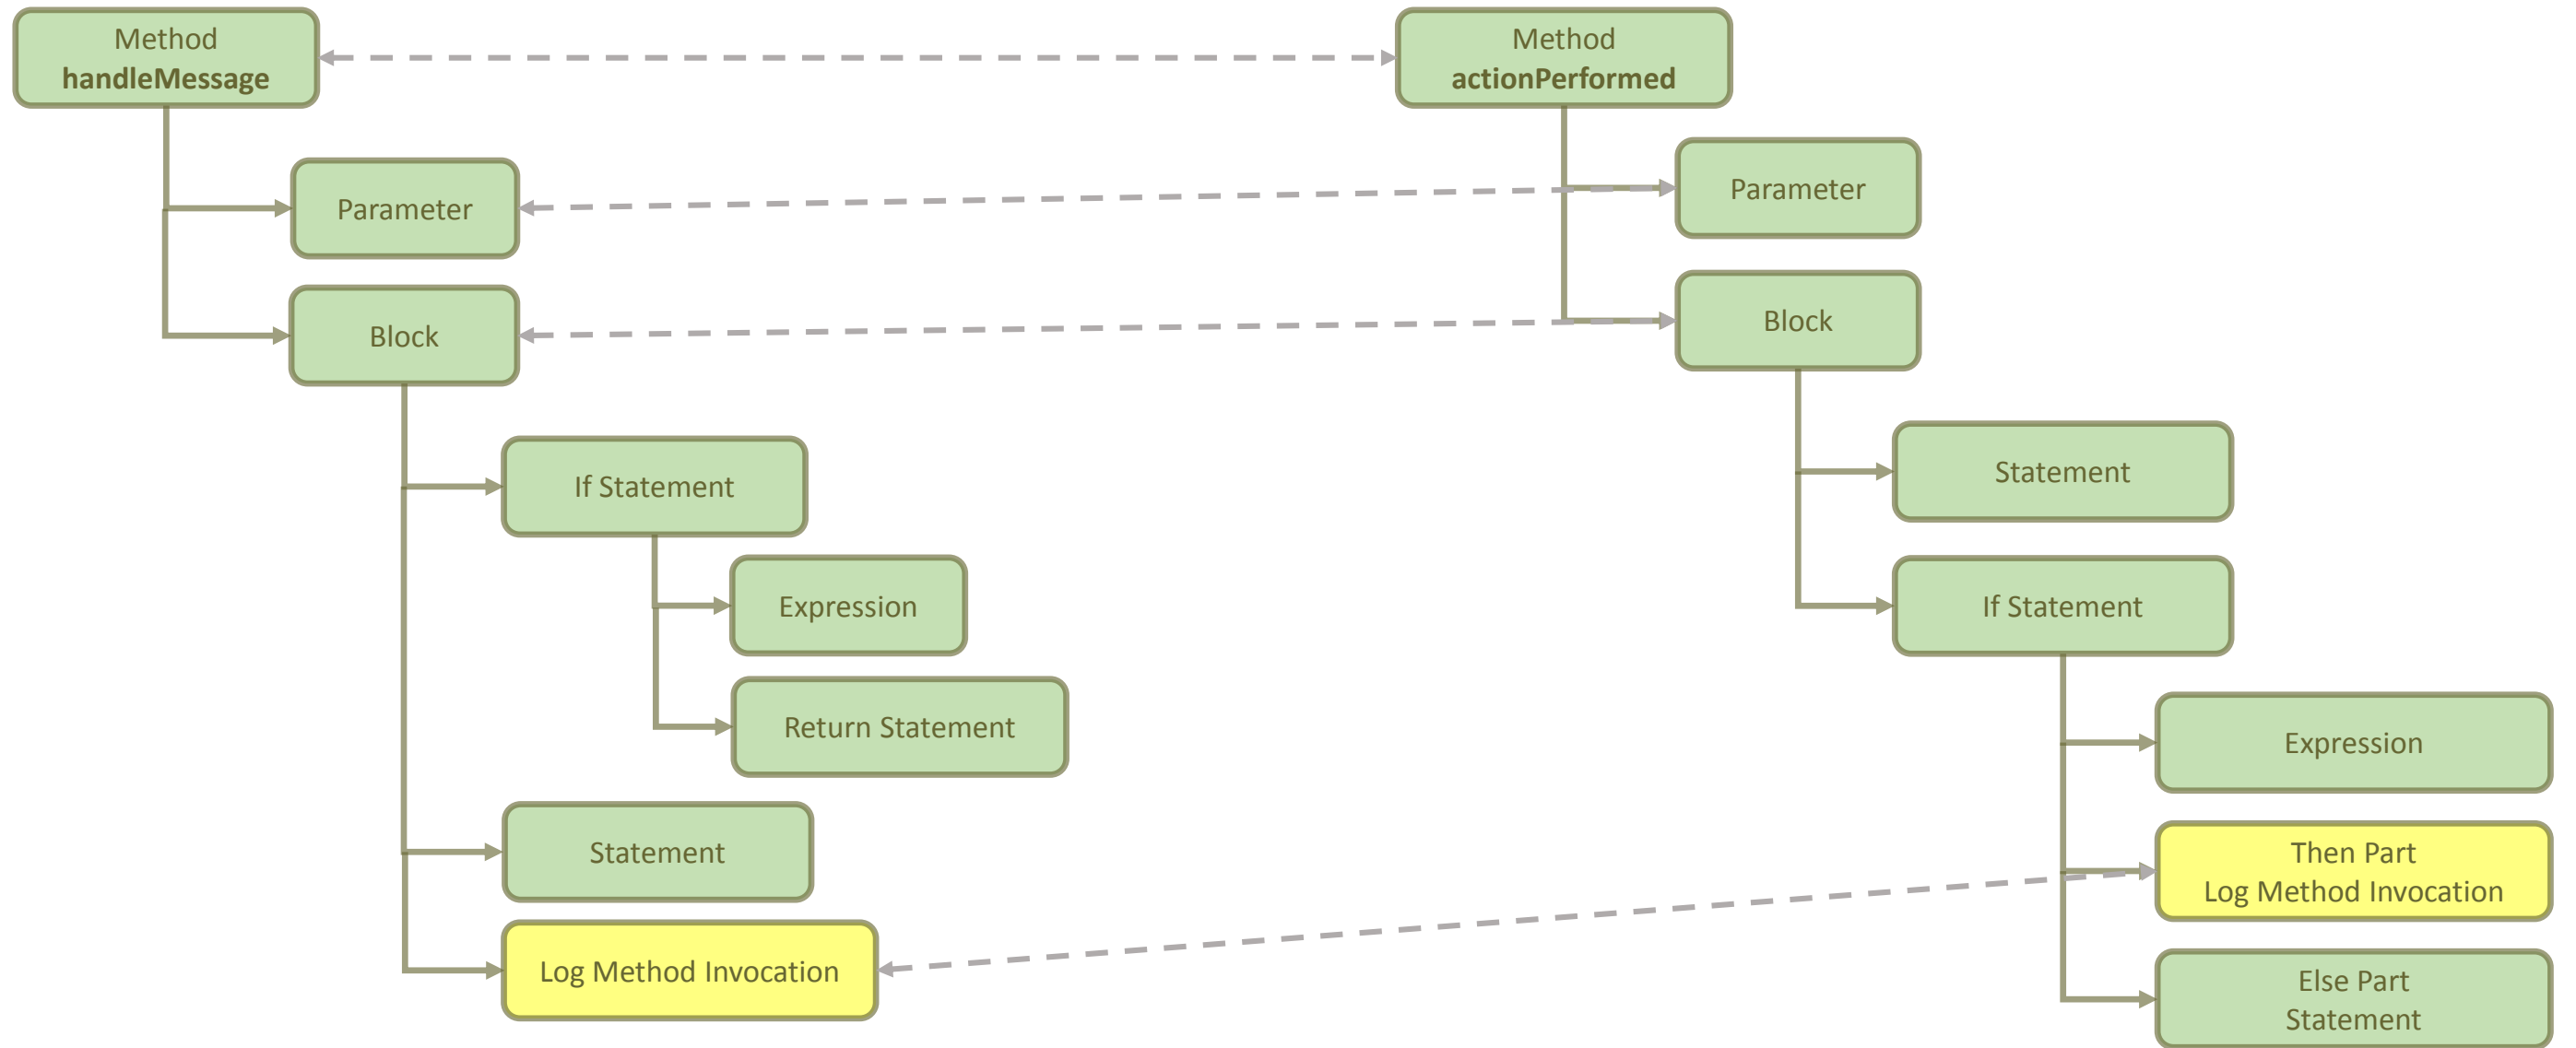 Method
handleMessage
Parameter
Block
If Statement
Expression
Return Statement
Statement
Log Method Invocation
Method
actionPerformed
Parameter
Block
Statement
If Statement
Expression
Then Part
Log Method Invocation
Else Part
Statement